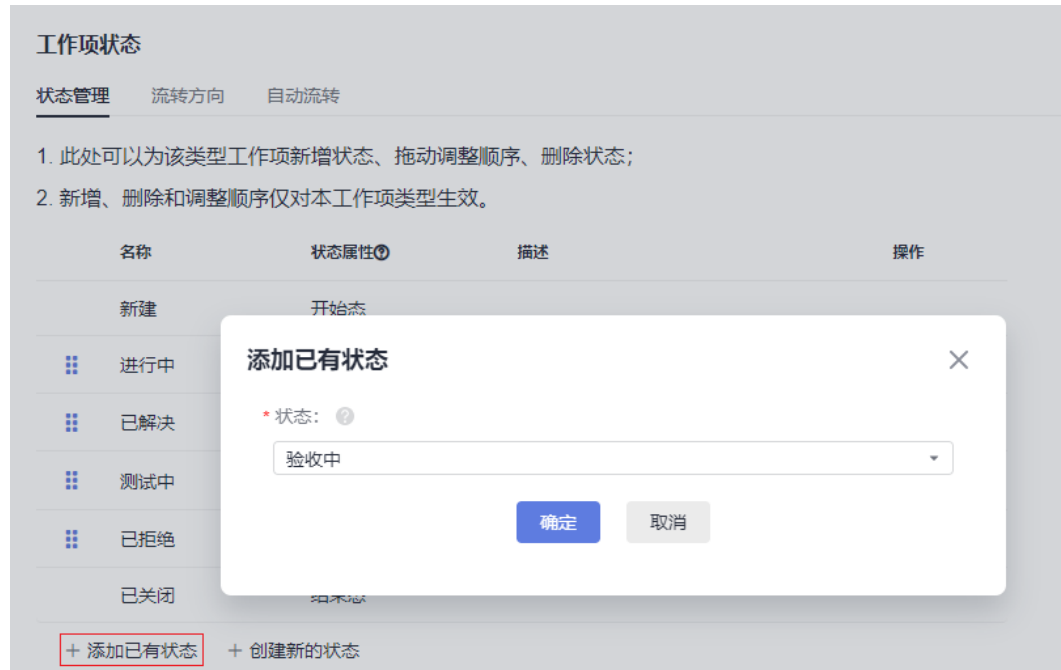 工作项状态
状态管理 流转方向 自动流转
1. 此处可以为该类型工作项新增状态、拖动调整顺序、删除状态；
2. 新增、删除和调整顺序仅对本工作项类型生效。
名称 状态属性 描述 操作
新建 开始态
进行中
已解决
测试中
已拒绝
已关闭 结束态
添加已有状态
* 状态：
验收中
确定 取消
+ 添加已有状态 + 创建新的状态